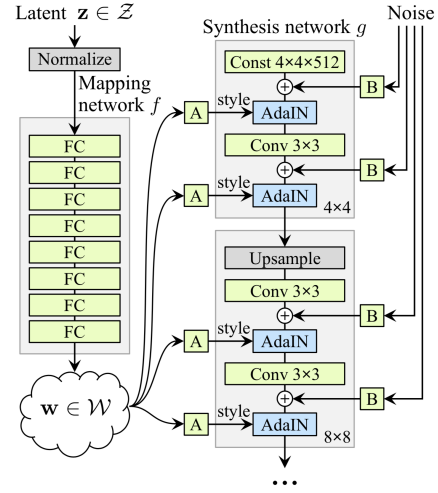 Latent z ∈ Z
Normalize
Mapping
network f
FC
FC
FC
FC
FC
FC
FC
FC
w ∈ W
A
style
A
style
A
style
A
style
Synthesis network g
Const 4×4×512
AdaIN
Conv 3×3
AdaIN
4×4
Upsample
Conv 3×3
AdaIN
Conv 3×3
AdaIN
8×8
...
Noise
B
B
B
B